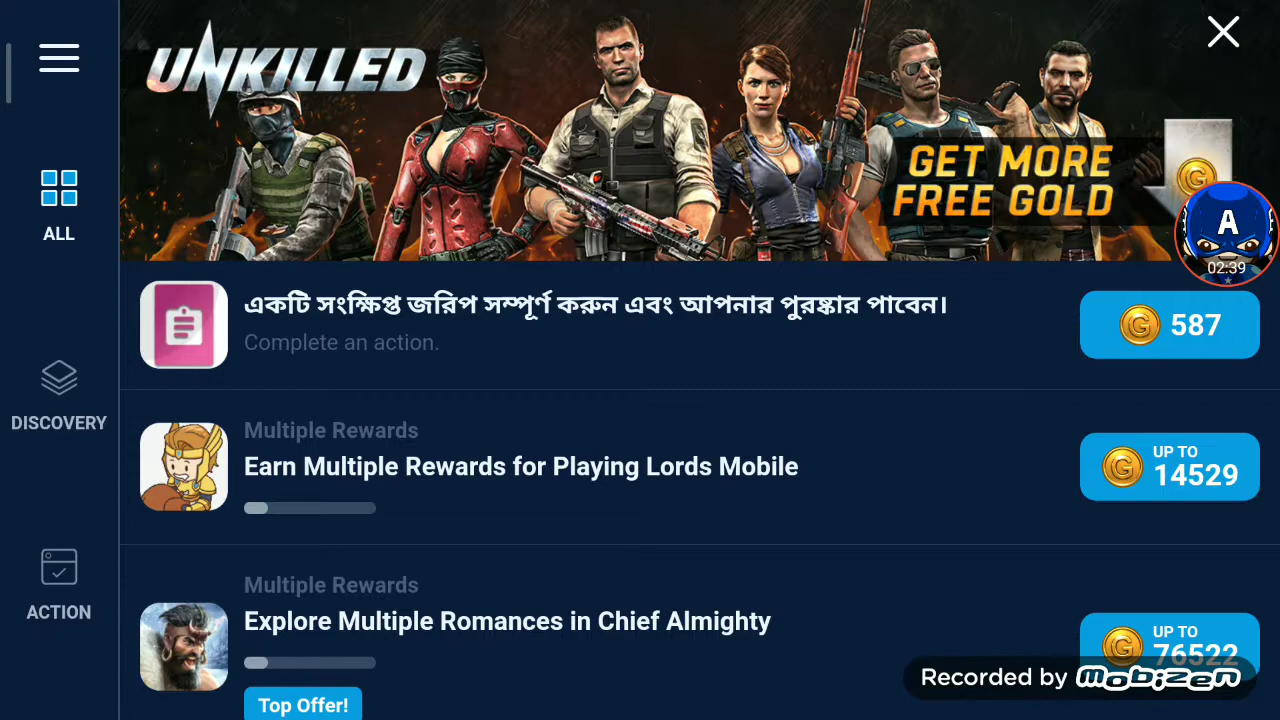 UNKILLED
GET MORE
FREE GOLD
A
02:39
ALL
DISCOVERY
ACTION
একটি সংক্ষিপ্ত জরিপ সম্পূর্ণ করুন এবং আপনার পুরষ্কার পাবেন।
Complete an action.
G 587
Multiple Rewards
Earn Multiple Rewards for Playing Lords Mobile
UP TO
G 14529
Multiple Rewards
Explore Multiple Romances in Chief Almighty
UP TO
G 76522
Top Offer!
Recorded by mobizen